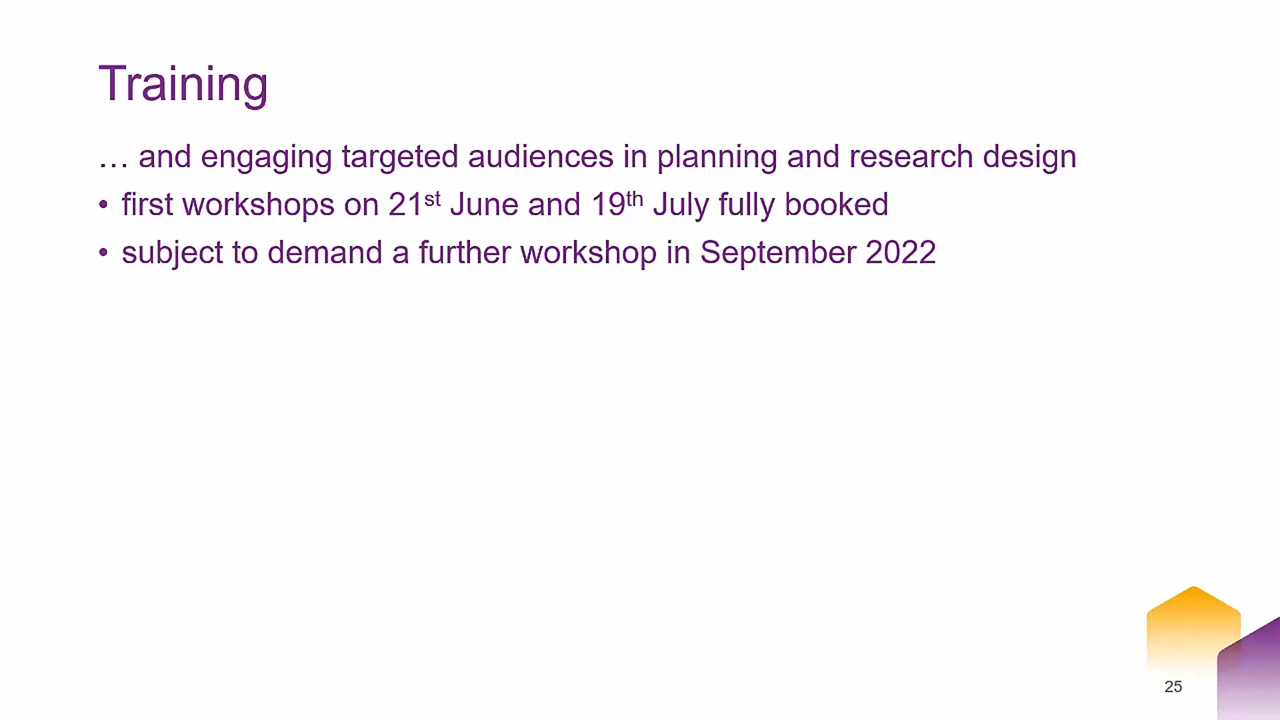 Training
… and engaging targeted audiences in planning and research design
• first workshops on 21st June and 19th July fully booked
• subject to demand a further workshop in September 2022
25